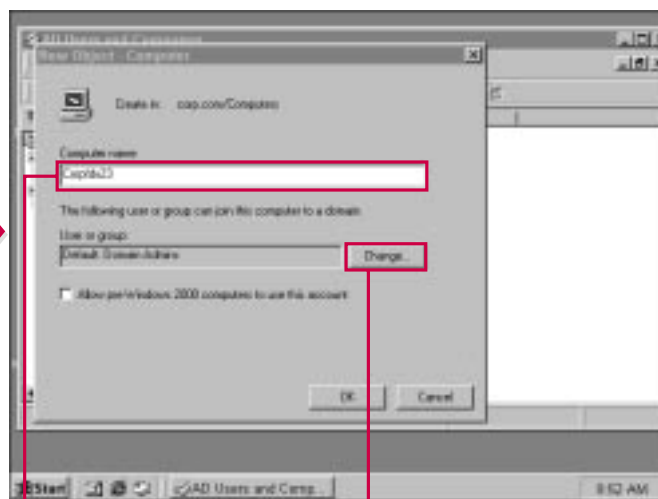 AD Users and Computers
New Object - Computer
Create in: corp.com/Computers
Computer name:
The following user or group can join this computer to a domain.
User or group:
Default: Domain Admins
Change...
Allow pre-Windows 2000 computers to use this account
OK
Cancel
Start
AD Users and Comp...
8:52 AM